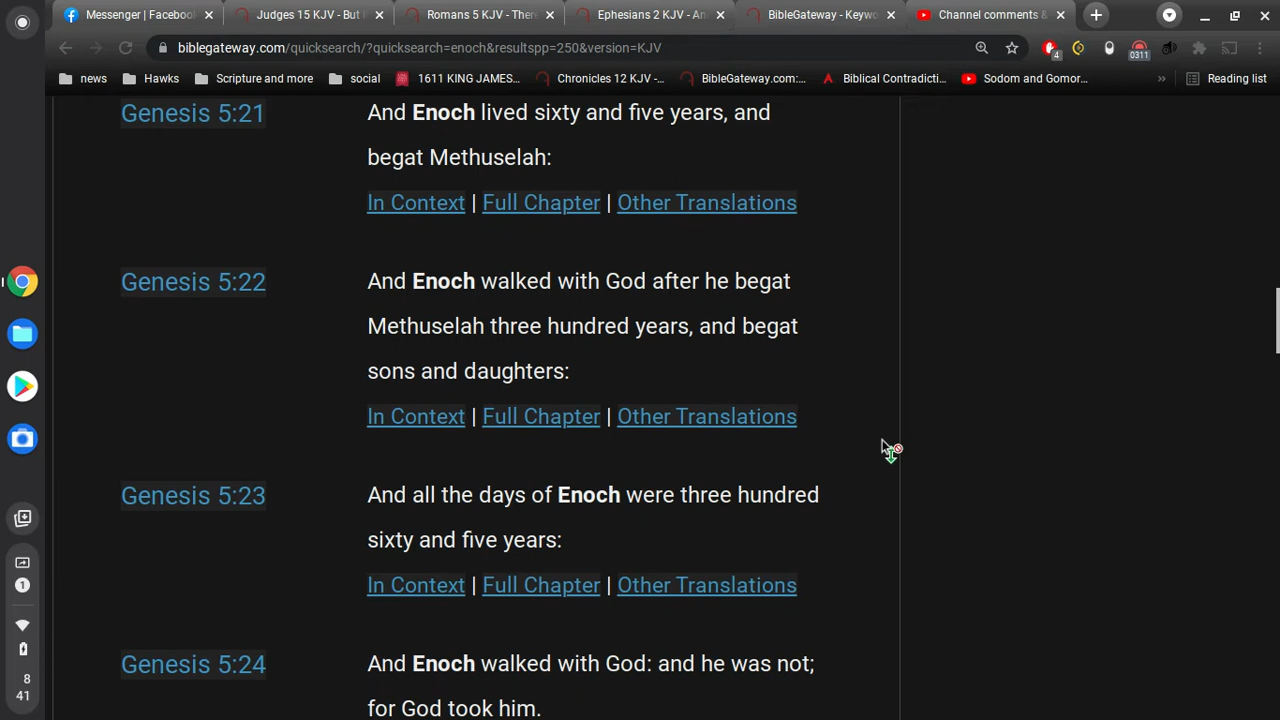 Messenger | Facebook
Judges 15 KJV - But i
Romans 5 KJV - There
Ephesians 2 KJV - An
BibleGateway - Keywo
Channel comments &
biblegateway.com/quicksearch/?quicksearch=enoch&resultspp=250&version=KJV
4
0311
news
Hawks
Scripture and more
social
1611 KING JAMES...
Chronicles 12 KJV -...
BibleGateway.com:...
Biblical Contradicti...
Sodom and Gomor...
»
Reading list
Genesis 5:21
And Enoch lived sixty and five years, and
begat Methuselah:
In Context | Full Chapter | Other Translations
Genesis 5:22
And Enoch walked with God after he begat
Methuselah three hundred years, and begat
sons and daughters:
In Context | Full Chapter | Other Translations
Genesis 5:23
And all the days of Enoch were three hundred
sixty and five years:
In Context | Full Chapter | Other Translations
Genesis 5:24
And Enoch walked with God: and he was not;
for God took him.
1
8
41